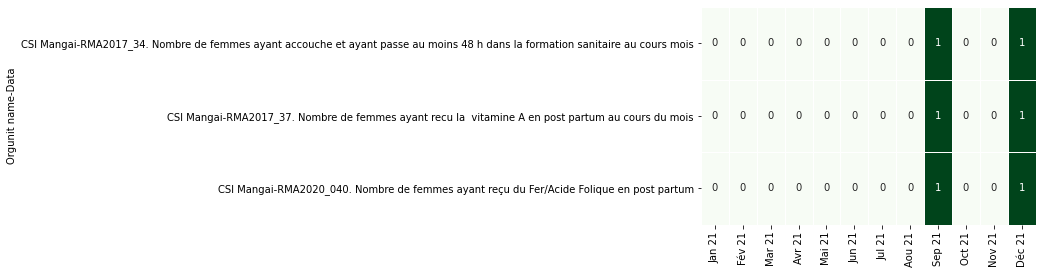 Orgunit name-Data
CSI Mangai-RMA2017_34. Nombre de femmes ayant accouche et ayant passe au moins 48 h dans la formation sanitaire au cours mois
0 0 0 0 0 0 0 0 1 0 0 1
CSI Mangai-RMA2017_37. Nombre de femmes ayant recu la  vitamine A en post partum au cours du mois
0 0 0 0 0 0 0 0 1 0 0 1
CSI Mangai-RMA2020_040. Nombre de femmes ayant reçu du Fer/Acide Folique en post partum
0 0 0 0 0 0 0 0 1 0 0 1
Jan 21
Fév 21
Mar 21
Avr 21
Mai 21
Jun 21
Jul 21
Aou 21
Sep 21
Oct 21
Nov 21
Déc 21